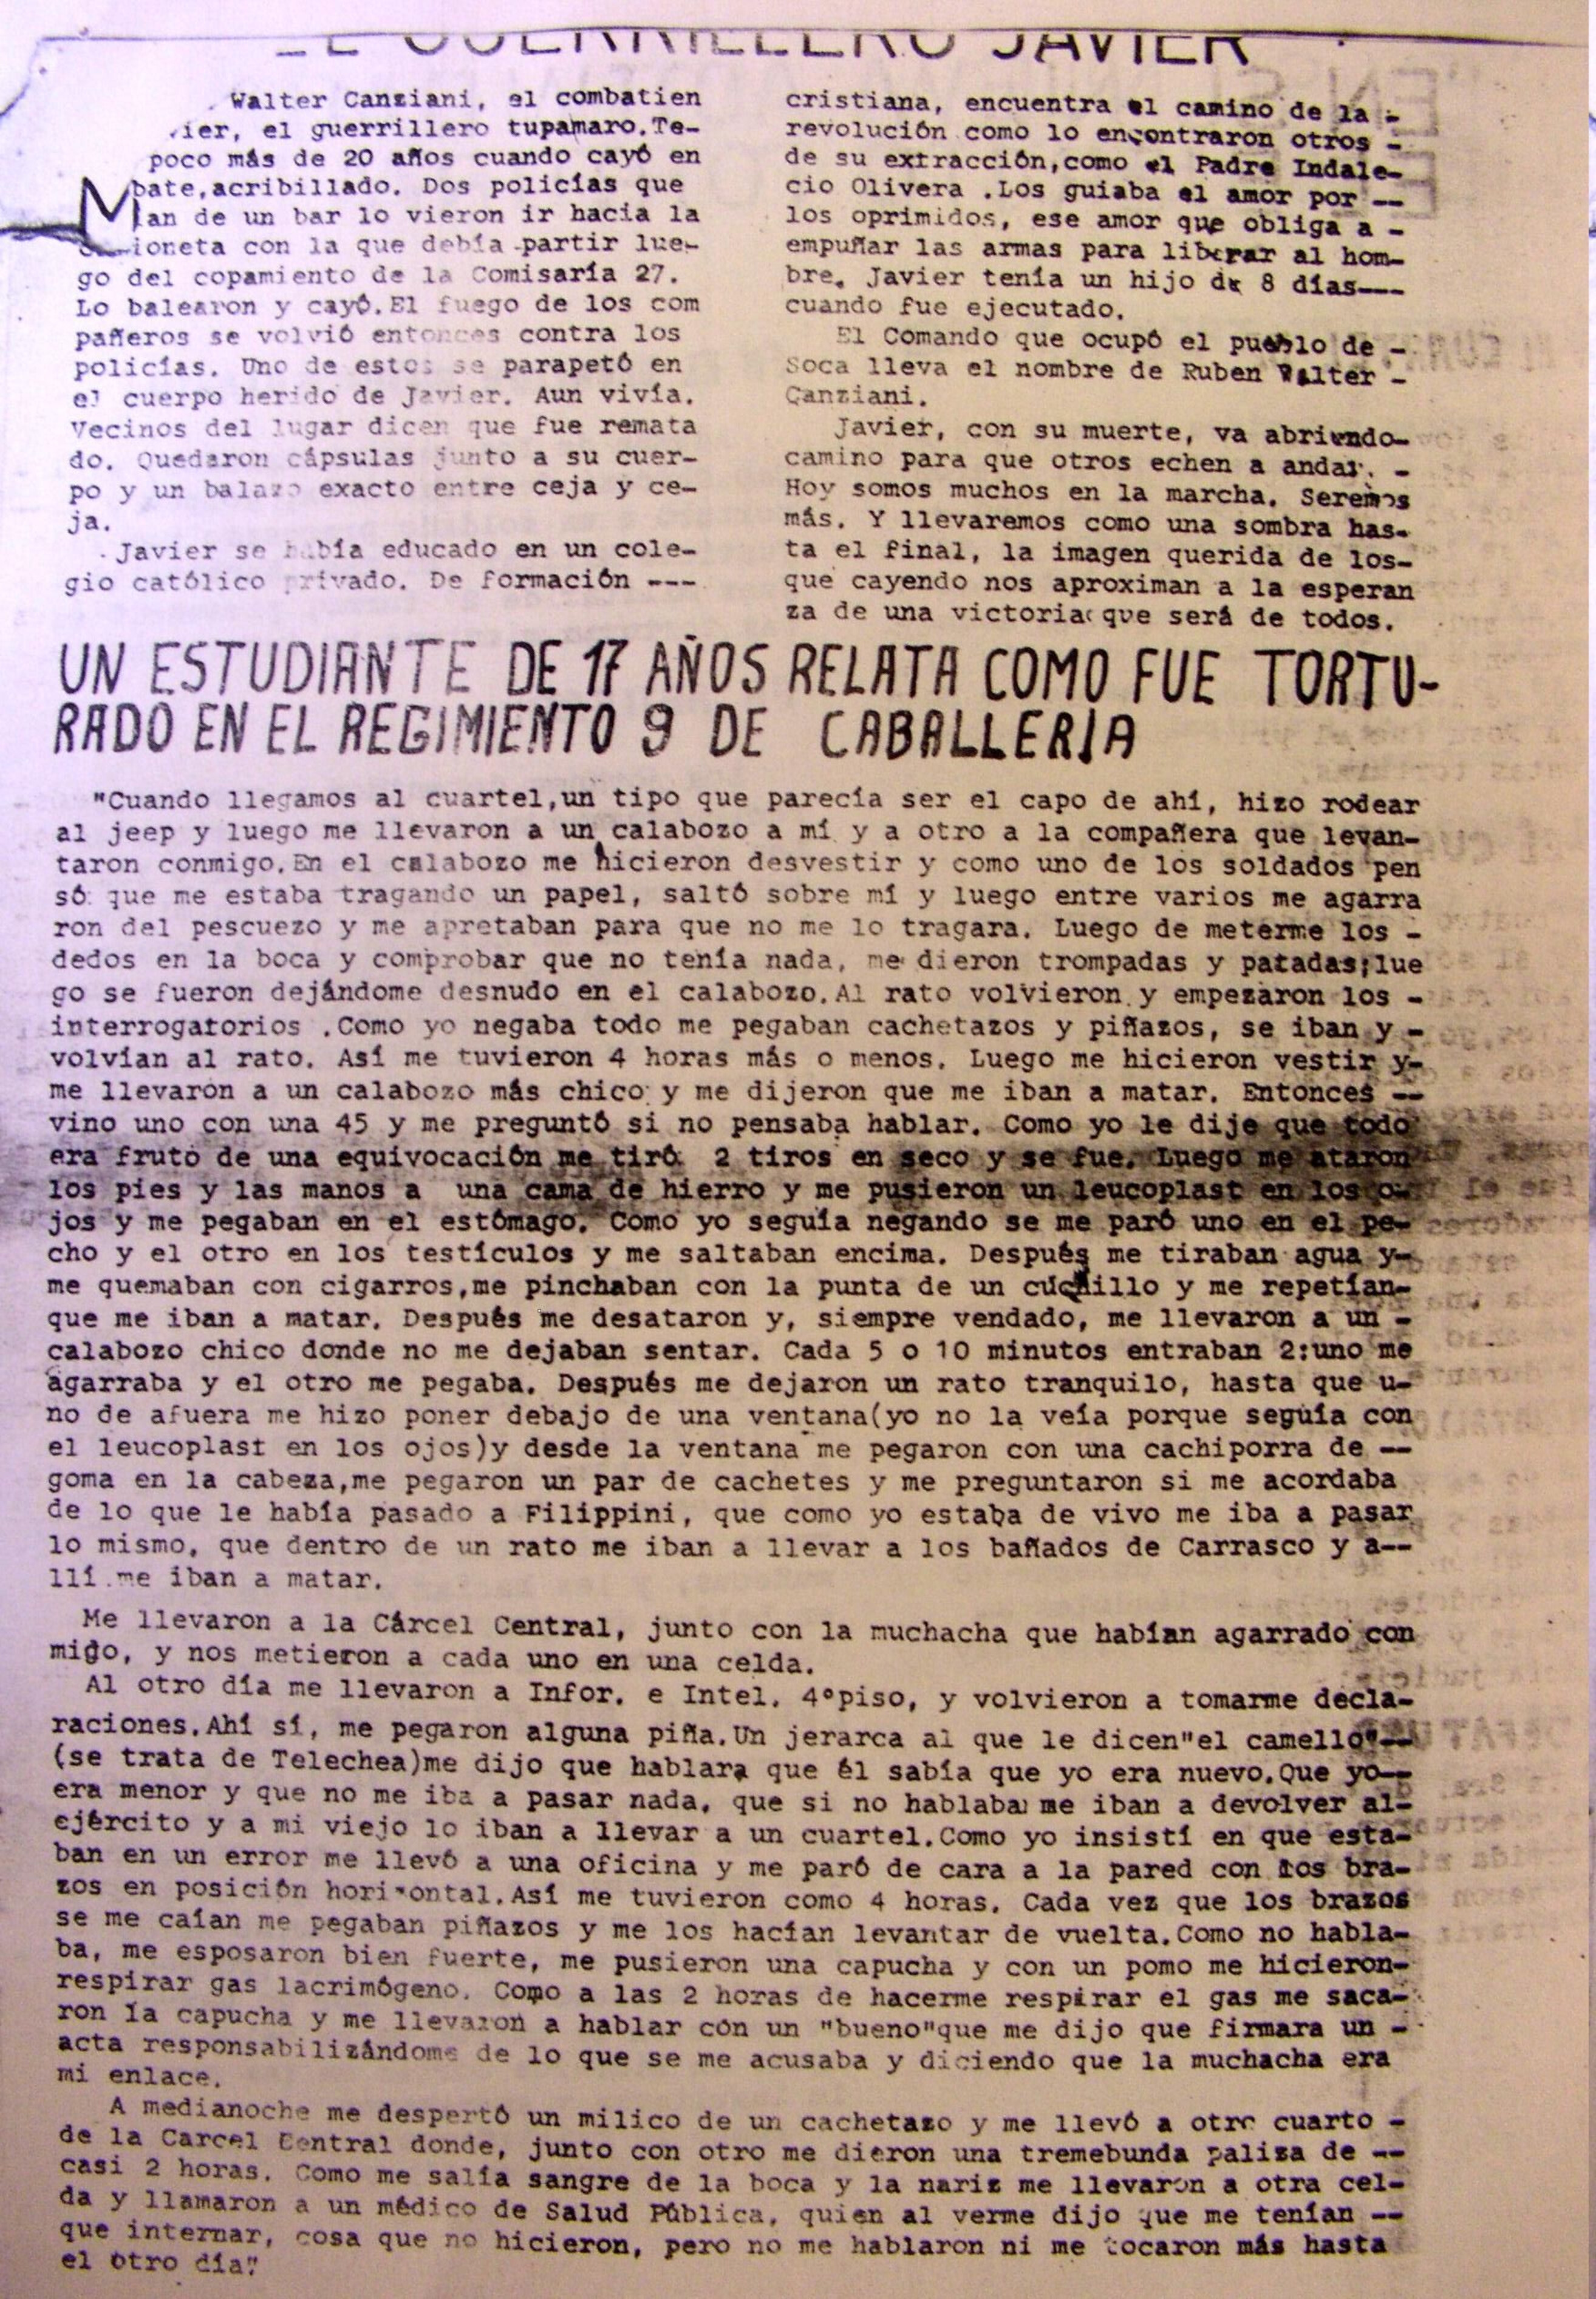 GUERRILLERO JAVIER
Walter Canziani, el combatien
ier, el guerrillero tupamaro.Te-
poco más de 20 años cuando cayó en
bate,acribillado. Dos policías que
ían de un bar lo vieron ir hacia la
ioneta con la que debía partir lue-
go del copamiento de la Comisaría 27.
Lo balearon y cayó.El fuego de los com
pañeros se volvió entonces contra los
policías. Uno de estos se parapetó en
el cuerpo herido de Javier. Aun vivía.
Vecinos del lugar dicen que fue remata
do. Quedaron cápsulas junto a su cuer-
po y un balazo exacto entre ceja y ce-
ja.
Javier se había educado en un cole-
gio católico privado. De formación ---
cristiana, encuentra el camino de la -
revolución como lo encontraron otros -
de su extracción,como el Padre Indale-
cio Olivera .Los guiaba el amor por --
los oprimidos, ese amor que obliga a -
empuñar las armas para liberar al hom-
bre. Javier tenía un hijo de 8 días---
cuando fue ejecutado.
El Comando que ocupó el pueblo de -
Soca lleva el nombre de Ruben Walter -
Canziani.
Javier, con su muerte, va abriendo-
camino para que otros echen a andar. -
Hoy somos muchos en la marcha. Seremos
más. Y llevaremos como una sombra has-
ta el final, la imagen querida de los-
que cayendo nos aproximan a la esperan
za de una victoria que será de todos.
UN ESTUDIANTE DE 17 AÑOS RELATA COMO FUE TORTU-
RADO EN EL REGIMIENTO 9 DE CABALLERIA
"Cuando llegamos al cuartel,un tipo que parecía ser el capo de ahí, hizo rodear
al jeep y luego me llevaron a un calabozo a mí y a otro a la compañera que levan-
taron conmigo.En el calabozo me hicieron desvestir y como uno de los soldados pen
só que me estaba tragando un papel, saltó sobre mí y luego entre varios me agarra
ron del pescuezo y me apretaban para que no me lo tragara. Luego de meterme los -
dedos en la boca y comprobar que no tenía nada, me dieron trompadas y patadas;lue
go se fueron dejándome desnudo en el calabozo.Al rato volvieron y empezaron los -
interrogatorios .Como yo negaba todo me pegaban cachetazos y piñazos, se iban y -
volvían al rato. Así me tuvieron 4 horas más o menos. Luego me hicieron vestir y-
me llevaron a un calabozo más chico y me dijeron que me iban a matar. Entonces --
vino uno con una 45 y me preguntó si no pensaba hablar. Como yo le dije que todo
era fruto de una equivocación me tiró 2 tiros en seco y se fue. Luego me ataron
los pies y las manos a una cama de hierro y me pusieron un leucoplast en los o-
jos y me pegaban en el estómago. Como yo seguía negando se me paró uno en el pe-
cho y el otro en los testículos y me saltaban encima. Después me tiraban agua y-
me quemaban con cigarros,me pinchaban con la punta de un cuchillo y me repetían-
que me iban a matar. Después me desataron y, siempre vendado, me llevaron a un -
calabozo chico donde no me dejaban sentar. Cada 5 o 10 minutos entraban 2:uno me
agarraba y el otro me pegaba. Después me dejaron un rato tranquilo, hasta que u-
no de afuera me hizo poner debajo de una ventana(yo no la veía porque seguía con
el leucoplast en los ojos)y desde la ventana me pegaron con una cachiporra de --
goma en la cabeza,me pegaron un par de cachetes y me preguntaron si me acordaba
de lo que le había pasado a Filippini, que como yo estaba de vivo me iba a pasar
lo mismo, que dentro de un rato me iban a llevar a los bañados de Carrasco y a--
llí me iban a matar.
Me llevaron a la Cárcel Central, junto con la muchacha que habían agarrado con
migo, y nos metieron a cada uno en una celda.
Al otro día me llevaron a Infor. e Intel. 4ºpiso, y volvieron a tomarme decla-
raciones.Ahí sí, me pegaron alguna piña.Un jerarca al que le dicen"el camello"--
(se trata de Telechea)me dijo que hablara que él sabía que yo era nuevo.Que yo--
era menor y que no me iba a pasar nada, que si no hablaba me iban a devolver al-
ejército y a mi viejo lo iban a llevar a un cuartel.Como yo insistí en que esta-
ban en un error me llevó a una oficina y me paró de cara a la pared con los bra-
zos en posición horizontal.Así me tuvieron como 4 horas. Cada vez que los brazos
se me caían me pegaban piñazos y me los hacían levantar de vuelta.Como no habla-
ba, me esposaron bien fuerte, me pusieron una capucha y con un pomo me hicieron-
respirar gas lacrimógeno. Como a las 2 horas de hacerme respirar el gas me saca-
ron la capucha y me llevaron a hablar con un "bueno"que me dijo que firmara un -
acta responsabilizándome de lo que se me acusaba y diciendo que la muchacha era
mi enlace.
A medianoche me despertó un milico de un cachetazo y me llevó a otro cuarto -
de la Carcel Central donde, junto con otro me dieron una tremebunda paliza de --
casi 2 horas. Como me salía sangre de la boca y la nariz me llevaron a otra cel-
da y llamaron a un médico de Salud Pública, quien al verme dijo que me tenían --
que internar, cosa que no hicieron, pero no me hablaron ni me tocaron más hasta
el otro día".